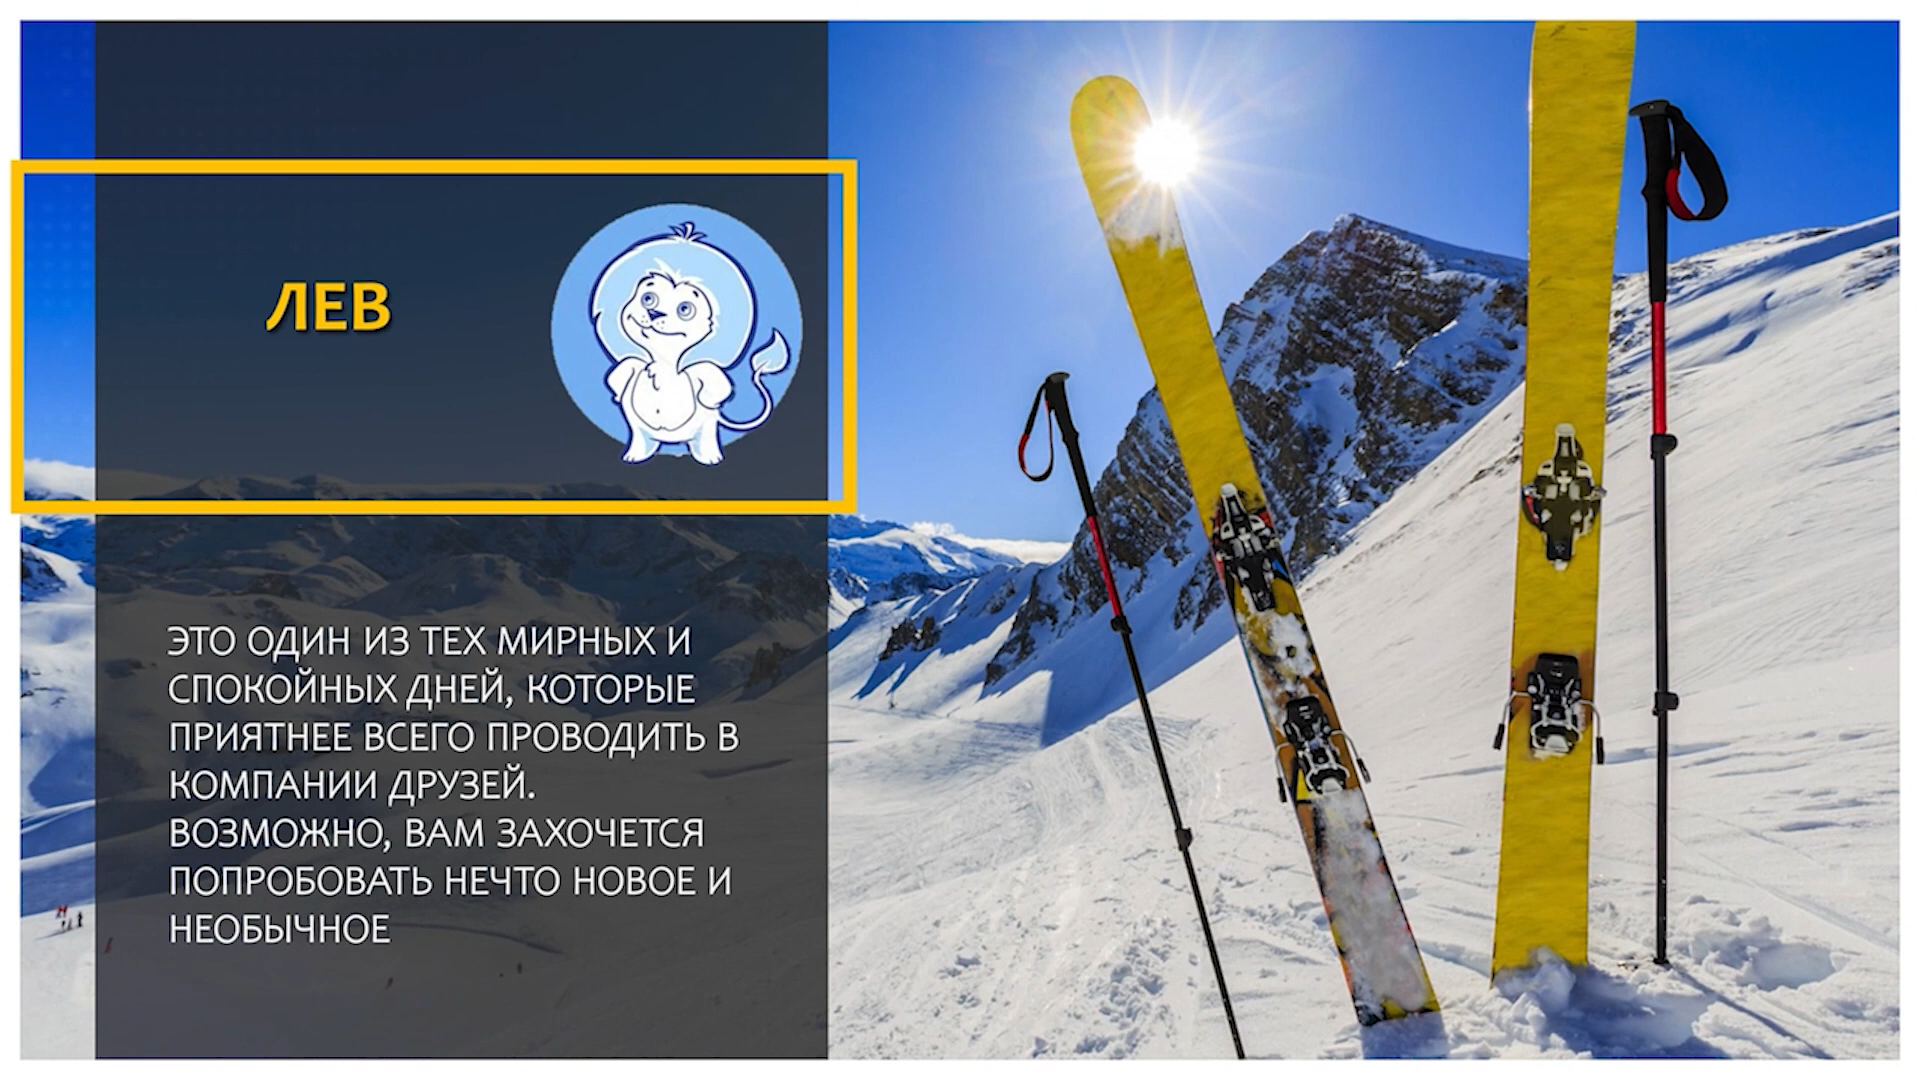 ЛЕВ
ЭТО ОДИН ИЗ ТЕХ МИРНЫХ И
СПОКОЙНЫХ ДНЕЙ, КОТОРЫЕ
ПРИЯТНЕЕ ВСЕГО ПРОВОДИТЬ В
КОМПАНИИ ДРУЗЕЙ.
ВОЗМОЖНО, ВАМ ЗАХОЧЕТСЯ
ПОПРОБОВАТЬ НЕЧТО НОВОЕ И
НЕОБЫЧНОЕ